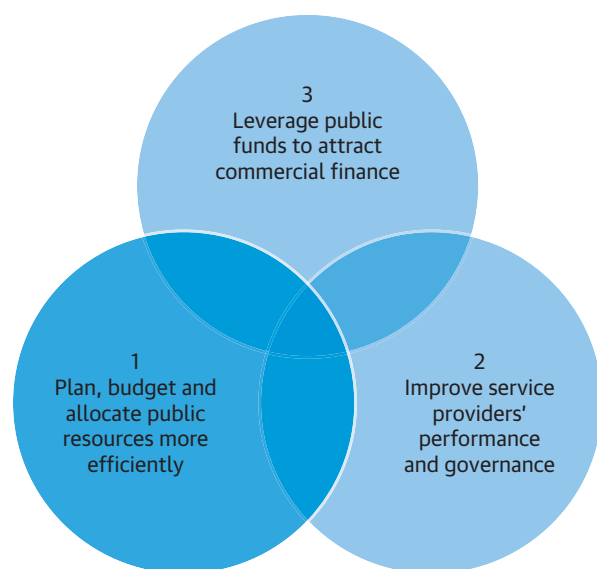 3
Leverage public
funds to attract
commercial finance
1
Plan, budget and
allocate public
resources more
efficiently
2
Improve service
providers'
performance
and governance